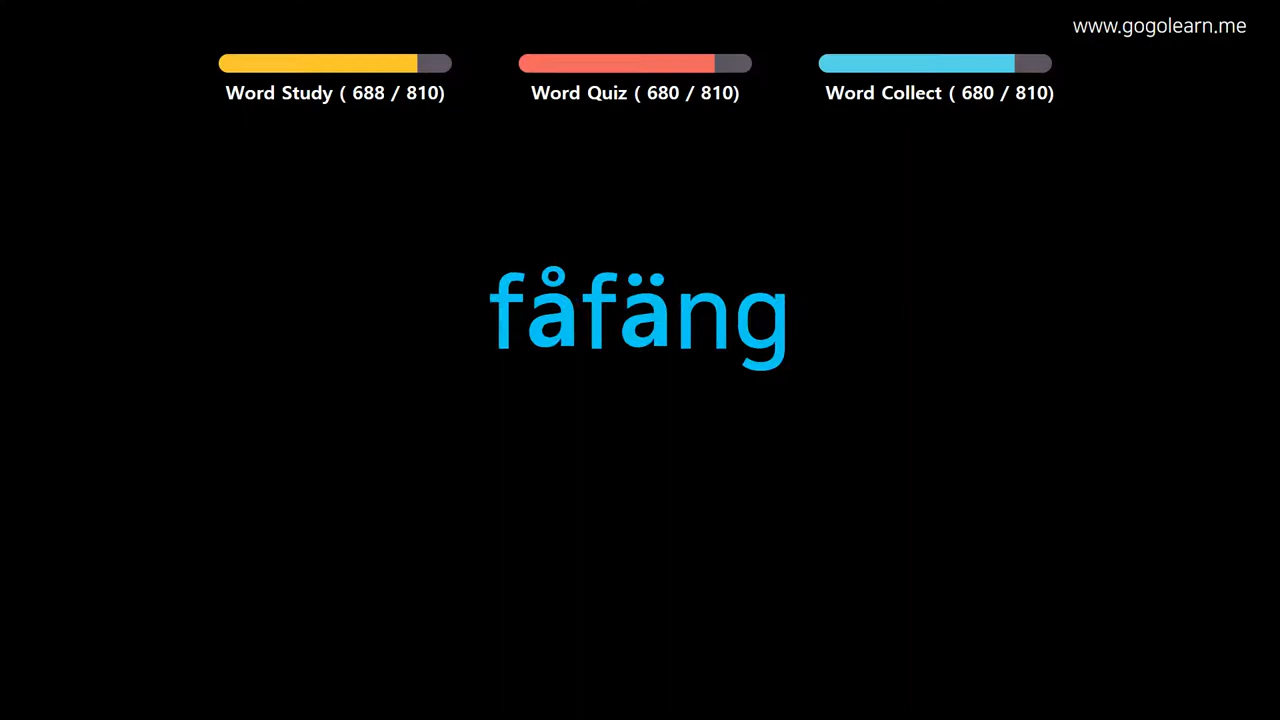 www.gogolearn.me
Word Study ( 688 / 810)
Word Quiz ( 680 / 810)
Word Collect ( 680 / 810)
fåfäng